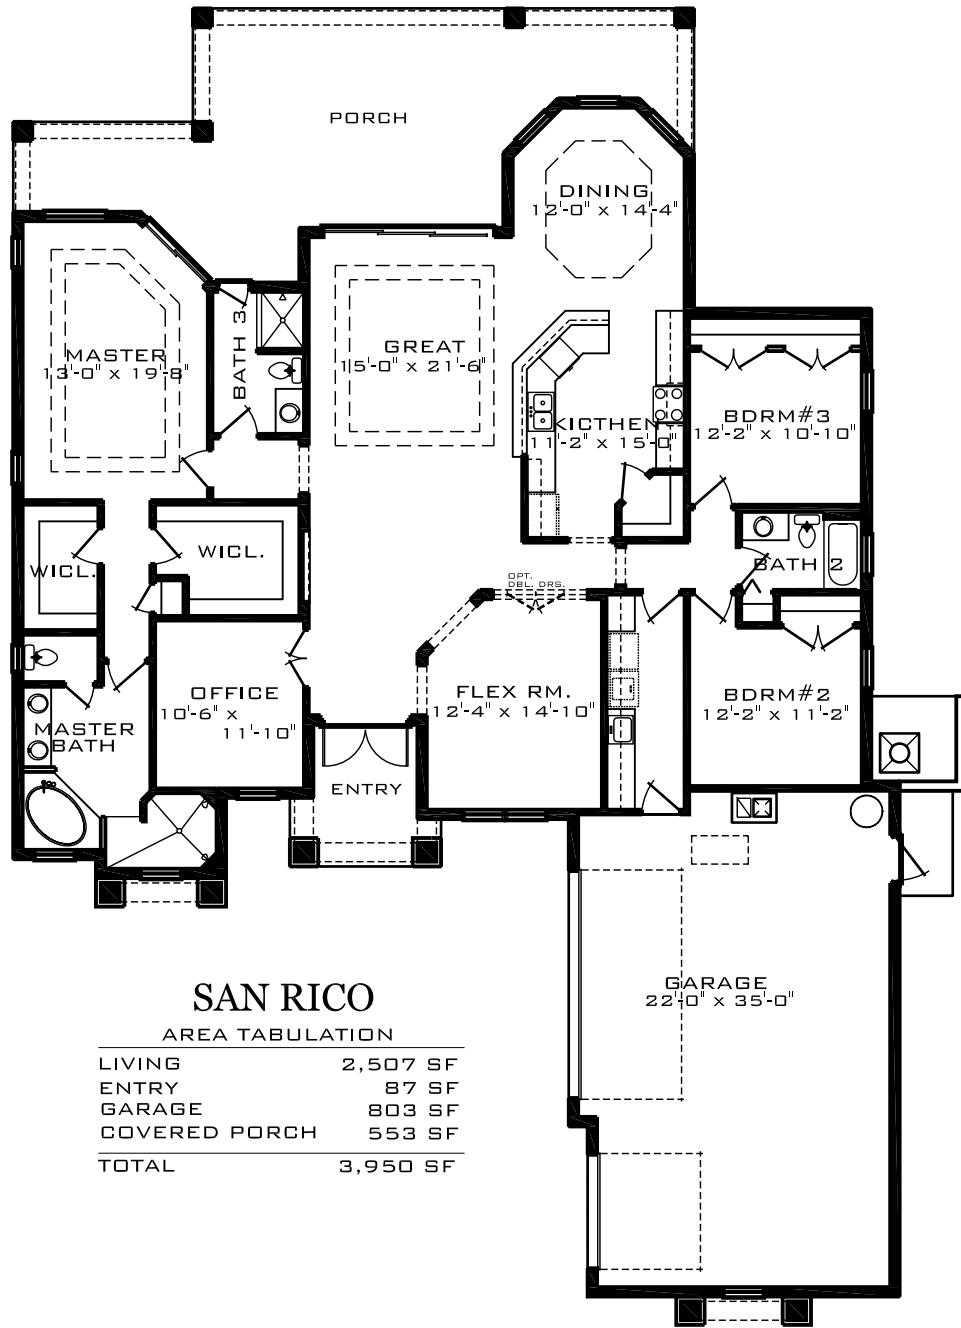 PORCH
DINING
12'-0" x 14'-4"
MASTER
13'-0" x 19'-8"
BATH 3
GREAT
15'-0" x 21'-6"
KICTHEN
11'-2" x 15'-0"
BDRM#3
12'-2" x 10'-10"
WICL.
WICL.
BATH 2
OPT.
DBL. DRS.
OFFICE
10'-6" x
11'-10"
FLEX RM.
12'-4" x 14'-10"
BDRM#2
12'-2" x 11'-2"
MASTER
BATH
ENTRY
GARAGE
22'-0" x 35'-0"
SAN RICO
AREA TABULATION
LIVING 2,507 SF
ENTRY 87 SF
GARAGE 803 SF
COVERED PORCH 553 SF
TOTAL 3,950 SF